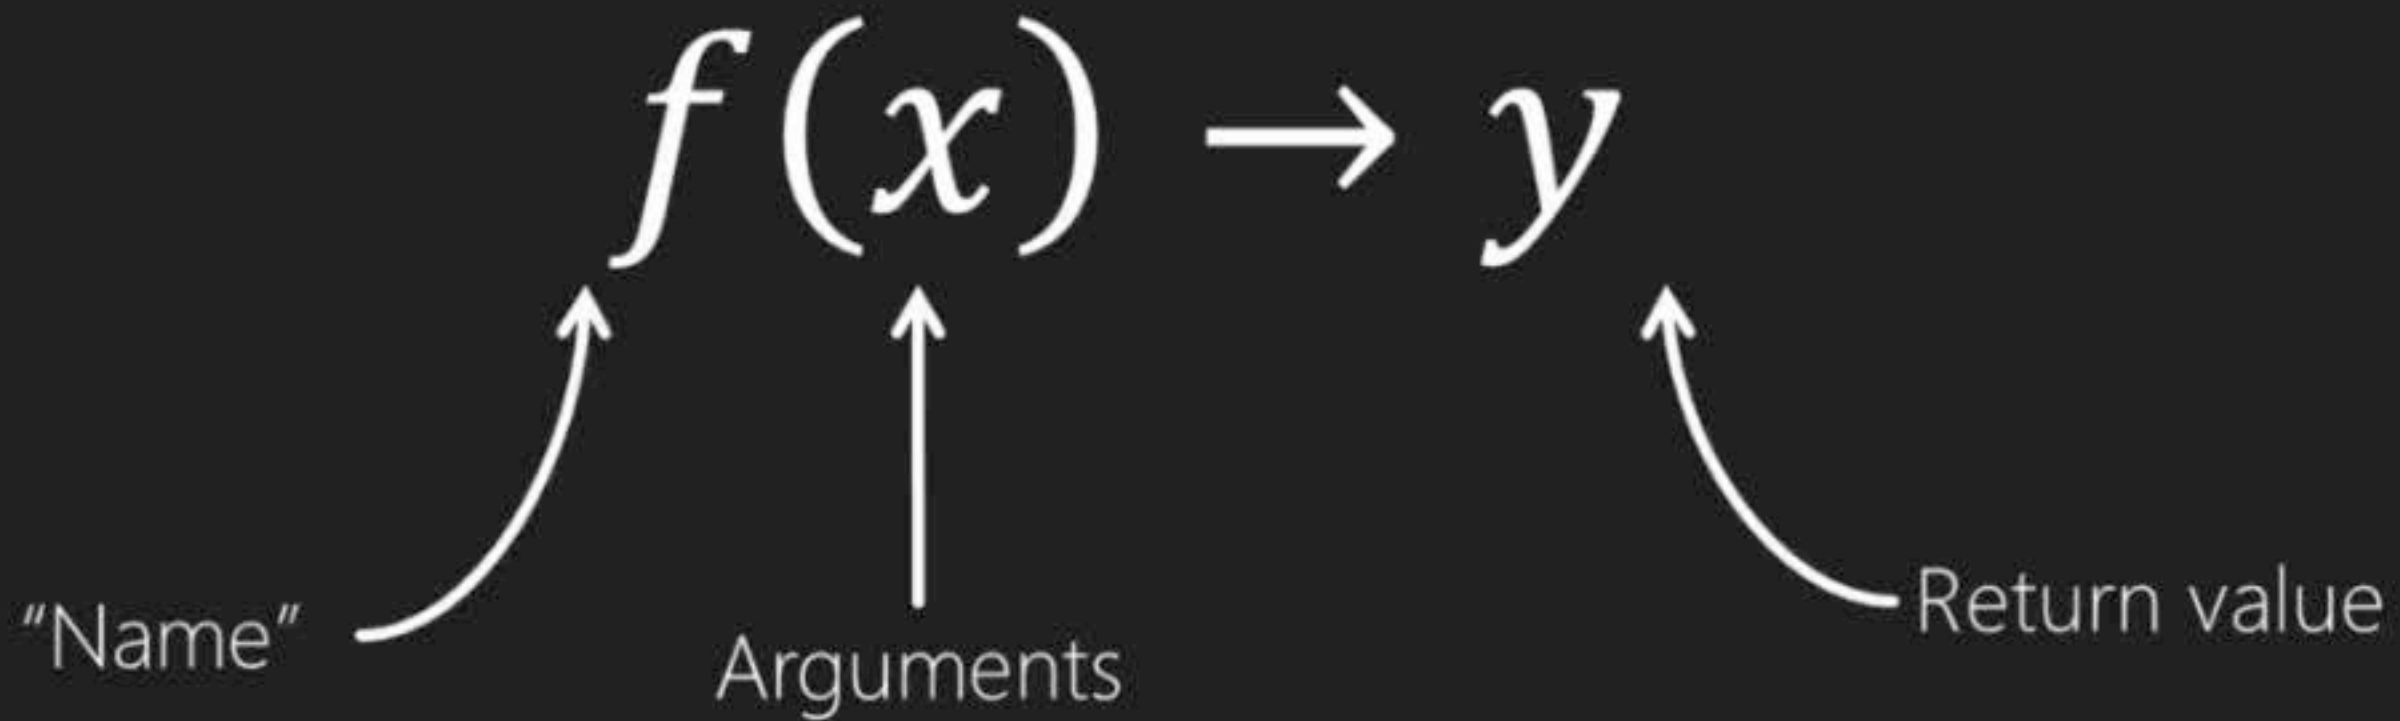 f(x) → y
“Name”
Arguments
Return value